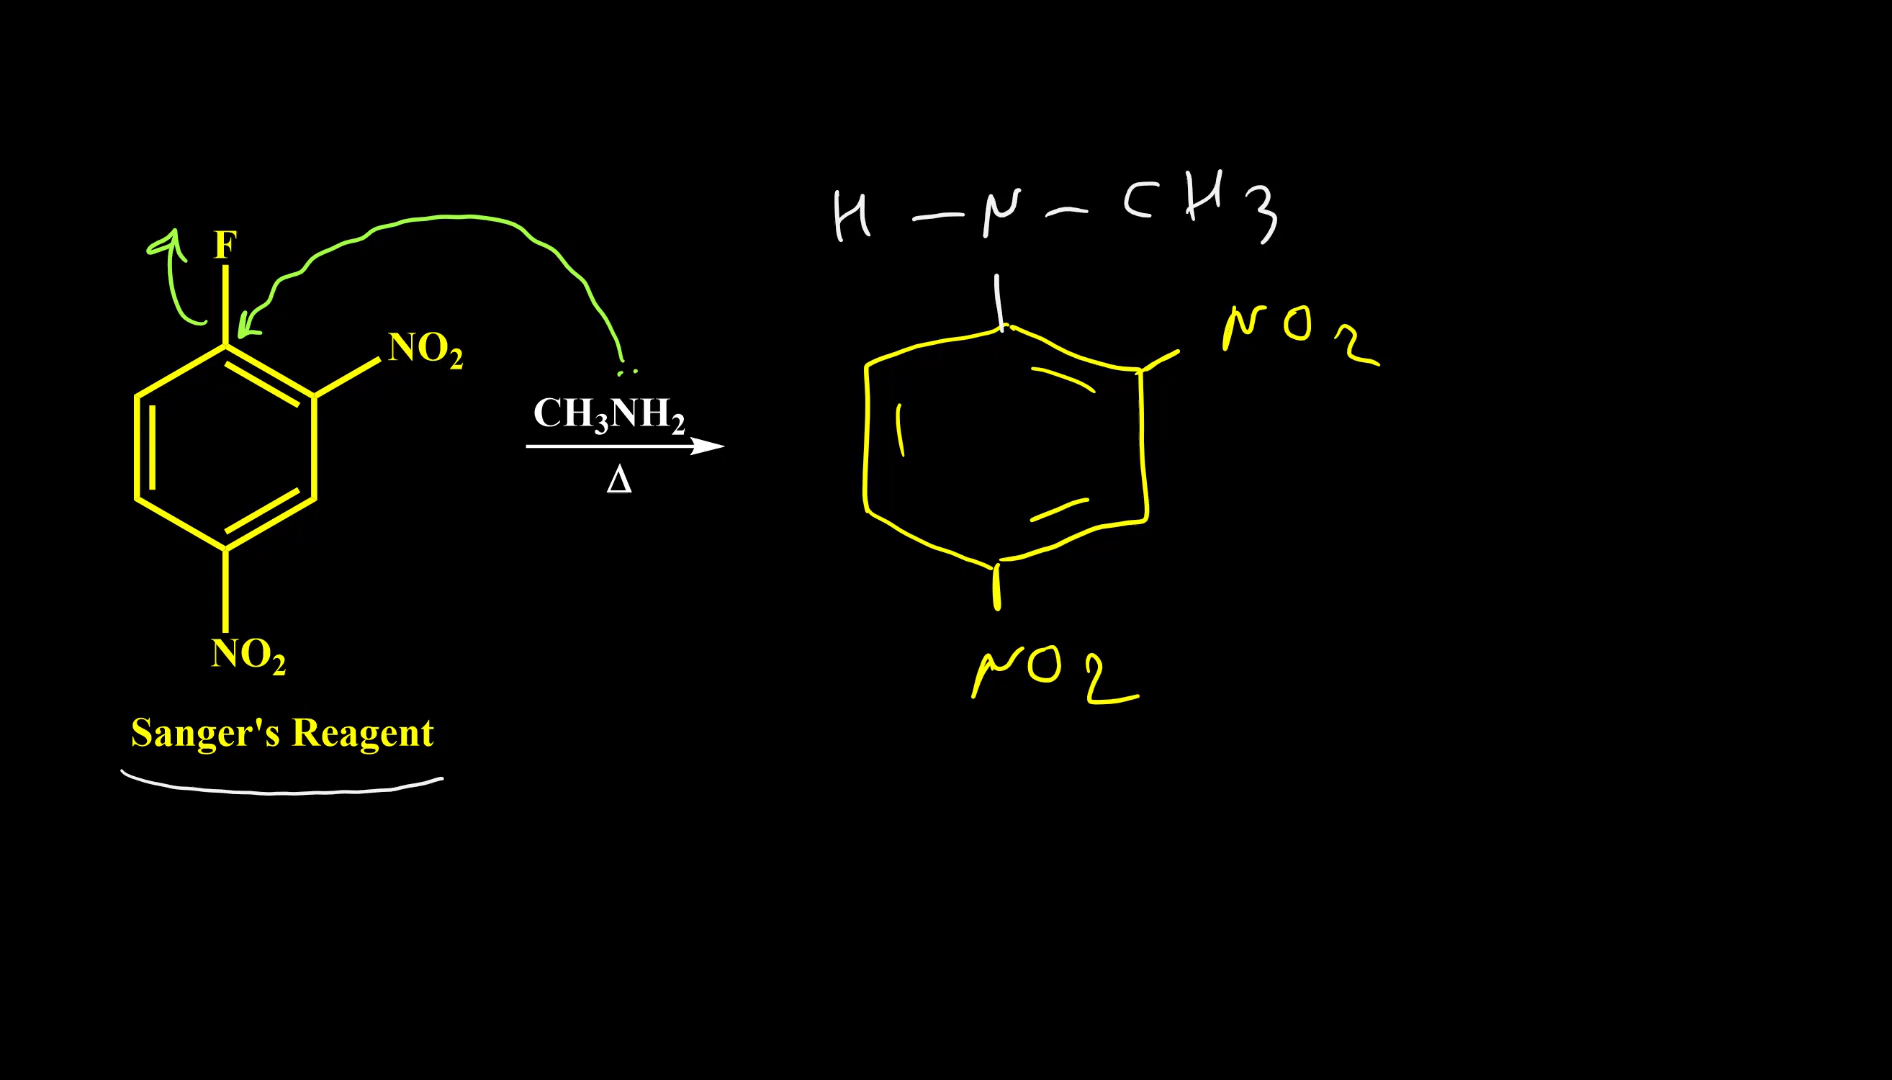 H - N - CH3
F
NO2
NO₂
CH₃NH₂
Δ
NO₂
NO2
Sanger's Reagent